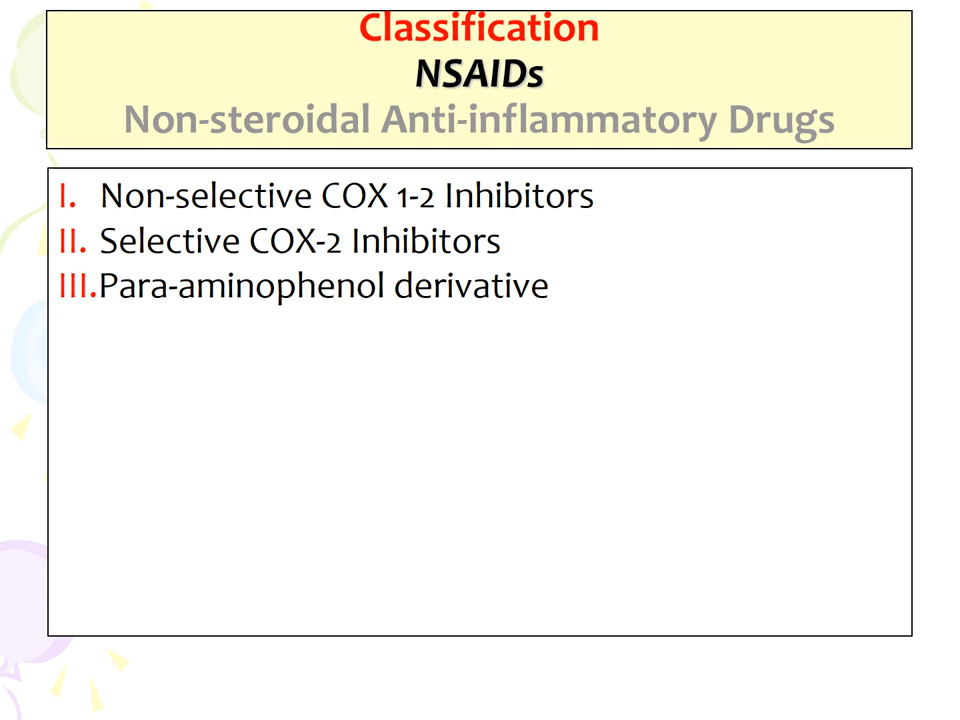 Classification
NSAIDs
Non-steroidal Anti-inflammatory Drugs
I. Non-selective COX 1-2 Inhibitors
II. Selective COX-2 Inhibitors
III.Para-aminophenol derivative